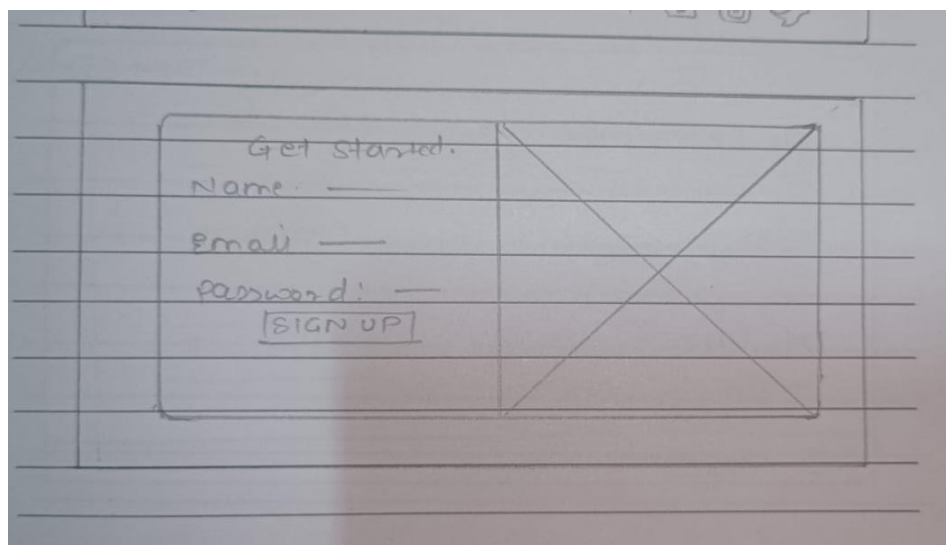 Get Started.
Name. —
Email —
Password: —
SIGN UP